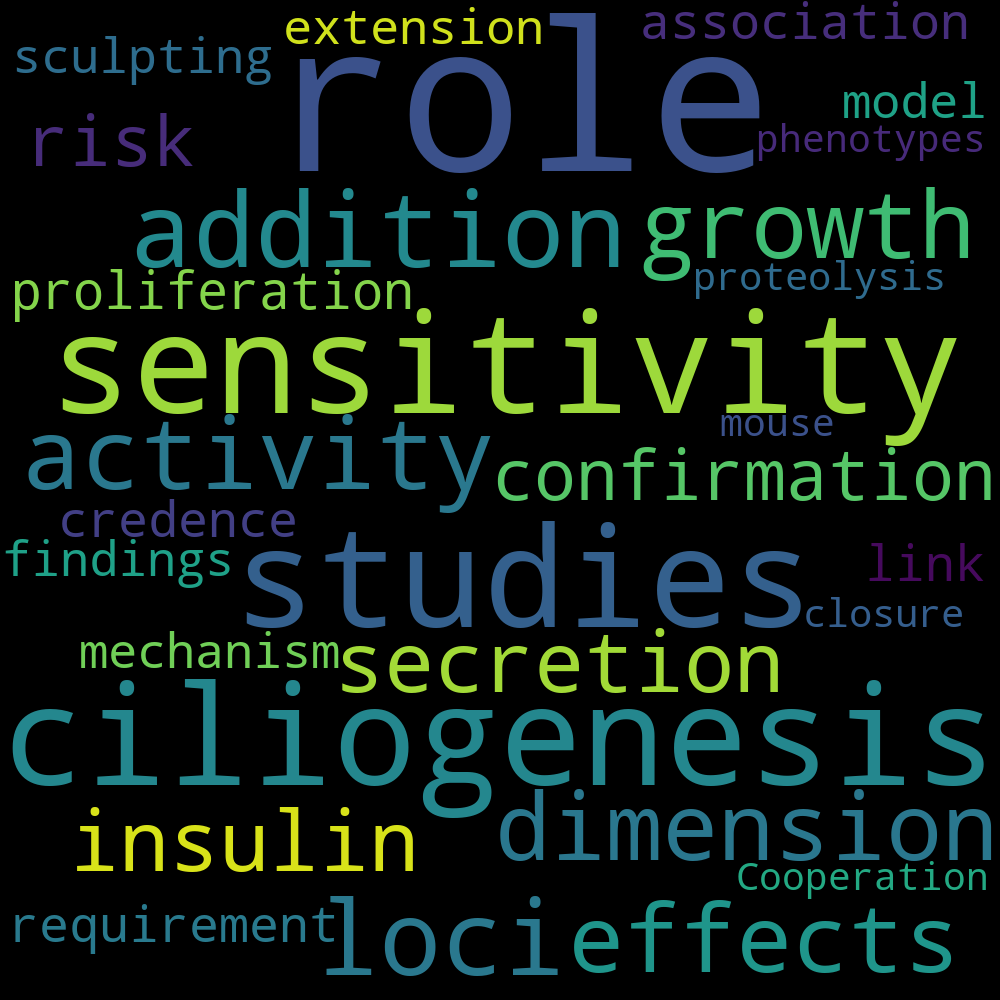 extension
association
sculpting
role
model
risk
phenotypes
addition
growth
proteolysis
proliferation
sensitivity
mouse
activity
confirmation
credence
studies
findings
link
closure
mechanism
secretion
ciliogenesis
insulin
dimension
Cooperation
requirement
loci
effects